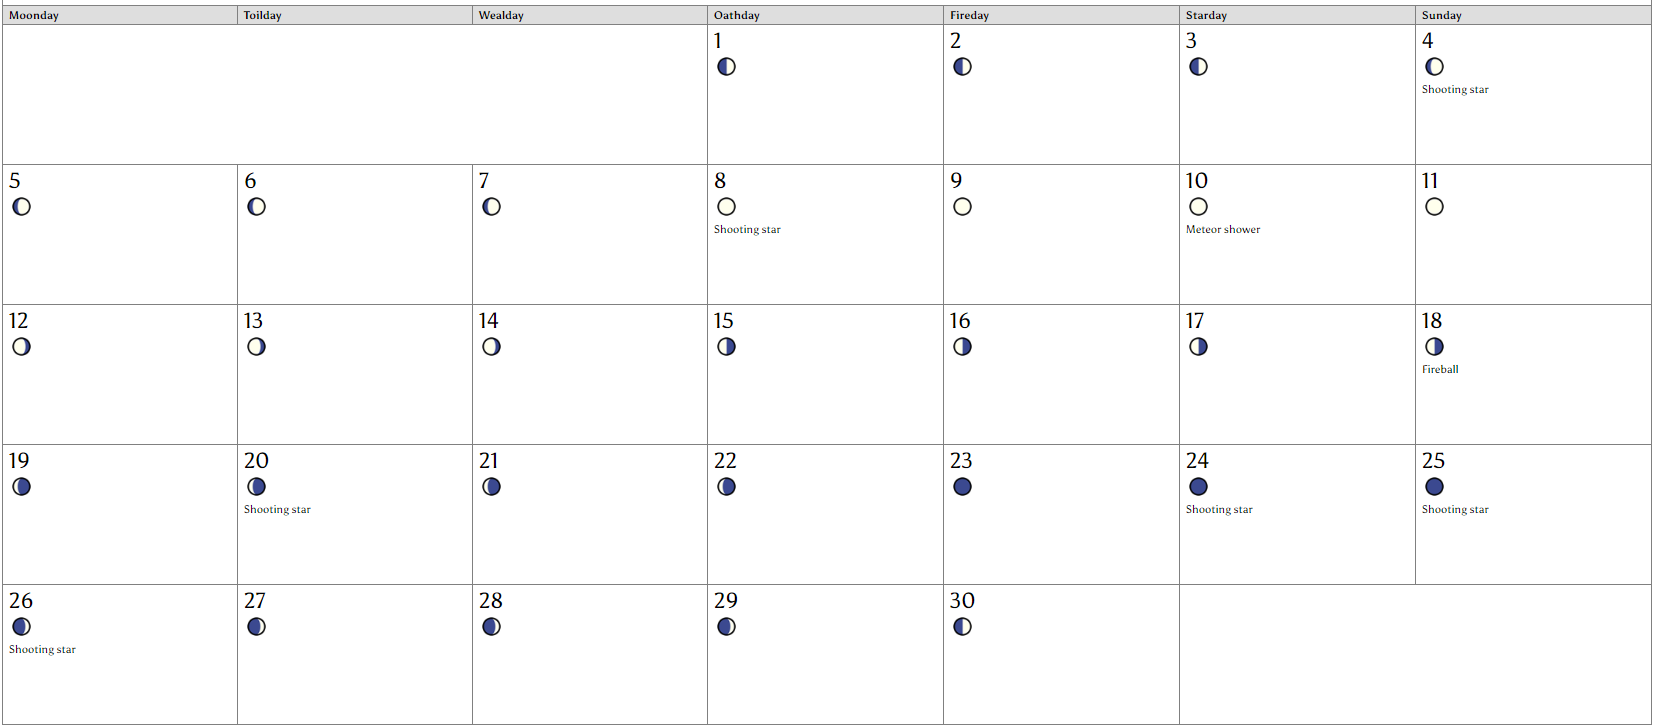 Moonday Toilday Wealday Oathday Fireday Starday Sunday
1 2 3 4
Shooting star
5 6 7 8 9 10 11
Shooting star Meteor shower
12 13 14 15 16 17 18
Fireball
19 20 21 22 23 24 25
Shooting star Shooting star Shooting star
26 27 28 29 30
Shooting star